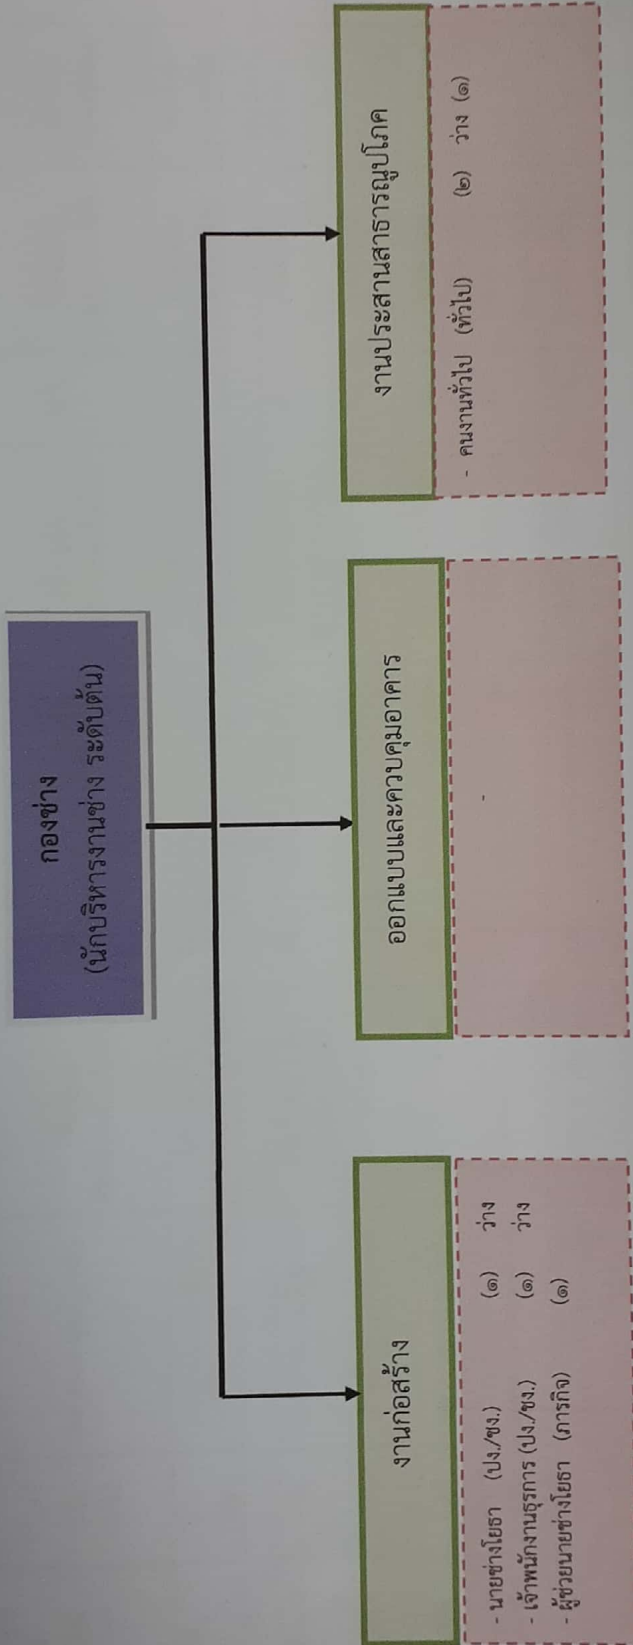 กองช่าง
(นักบริหารงานช่าง ระดับต้น)
งานก่อสร้าง
- นายช่างโยธา (ปง./ชง.) (๑) ว่าง
- เจ้าพนักงานธุรการ (ปง./ชง.) (๑) ว่าง
- ผู้ช่วยนายช่างโยธา (ภารกิจ) (๑)
ออกแบบและควบคุมอาคาร
-
งานประสานสาธารณูปโภค
- คนงานทั่วไป (ทั่วไป) (๒) ว่าง (๑)